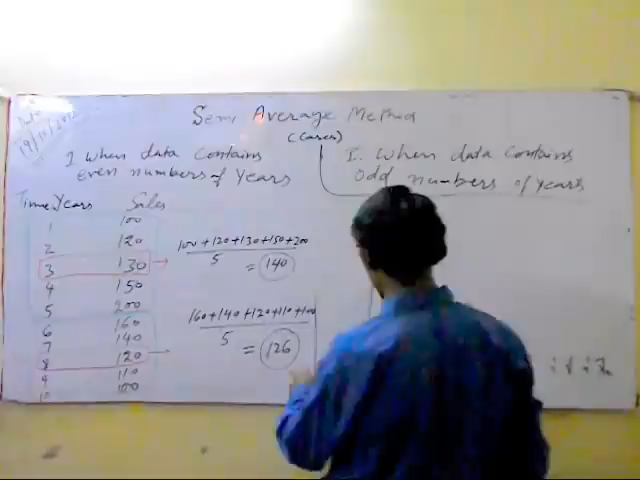 Semi Average Method
(Cases)
I when data contains
even numbers of years
I. when data contains
odd numbers of years
Time.Years Sales
1 100
2 120
3 130
4 150
5 200
6 160
7 140
8 120
9 110
10 100
100+120+130+150+200
5
= 140
160+140+120+110+100
5
= 126